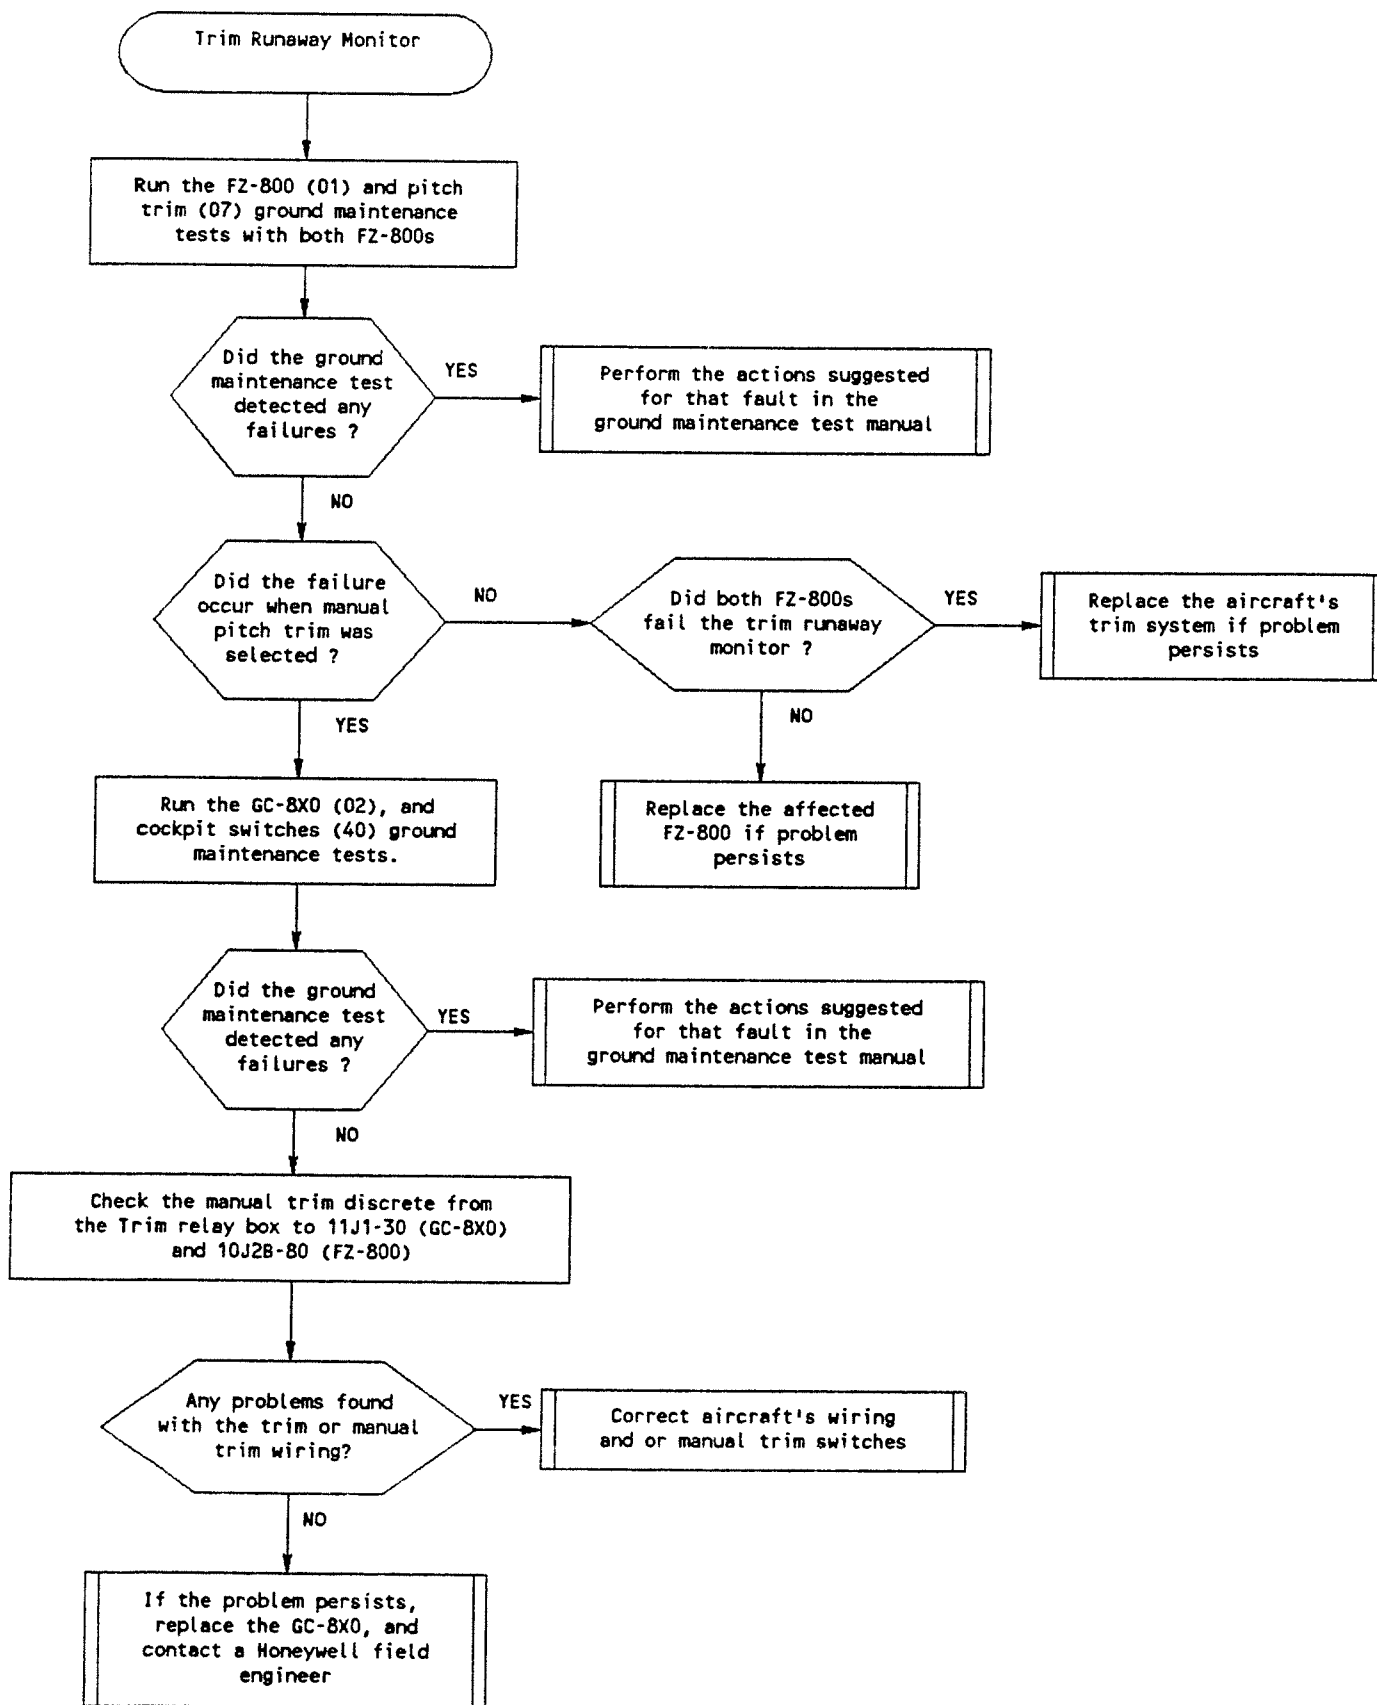 Trim Runaway Monitor
Run the FZ-800 (01) and pitch
trim (07) ground maintenance
tests with both FZ-800s
Did the ground
maintenance test
detected any
failures ?
YES
Perform the actions suggested
for that fault in the
ground maintenance test manual
NO
Did the failure
occur when manual
pitch trim was
selected ?
NO
Did both FZ-800s
fail the trim runaway
monitor ?
YES
Replace the aircraft's
trim system if problem
persists
NO
Replace the affected
FZ-800 if problem
persists
YES
Run the GC-8X0 (02), and
cockpit switches (40) ground
maintenance tests.
Did the ground
maintenance test
detected any
failures ?
YES
Perform the actions suggested
for that fault in the
ground maintenance test manual
NO
Check the manual trim discrete from
the Trim relay box to 11J1-30 (GC-8X0)
and 10J2B-80 (FZ-800)
Any problems found
with the trim or manual
trim wiring?
YES
Correct aircraft's wiring
and or manual trim switches
NO
If the problem persists,
replace the GC-8X0, and
contact a Honeywell field
engineer